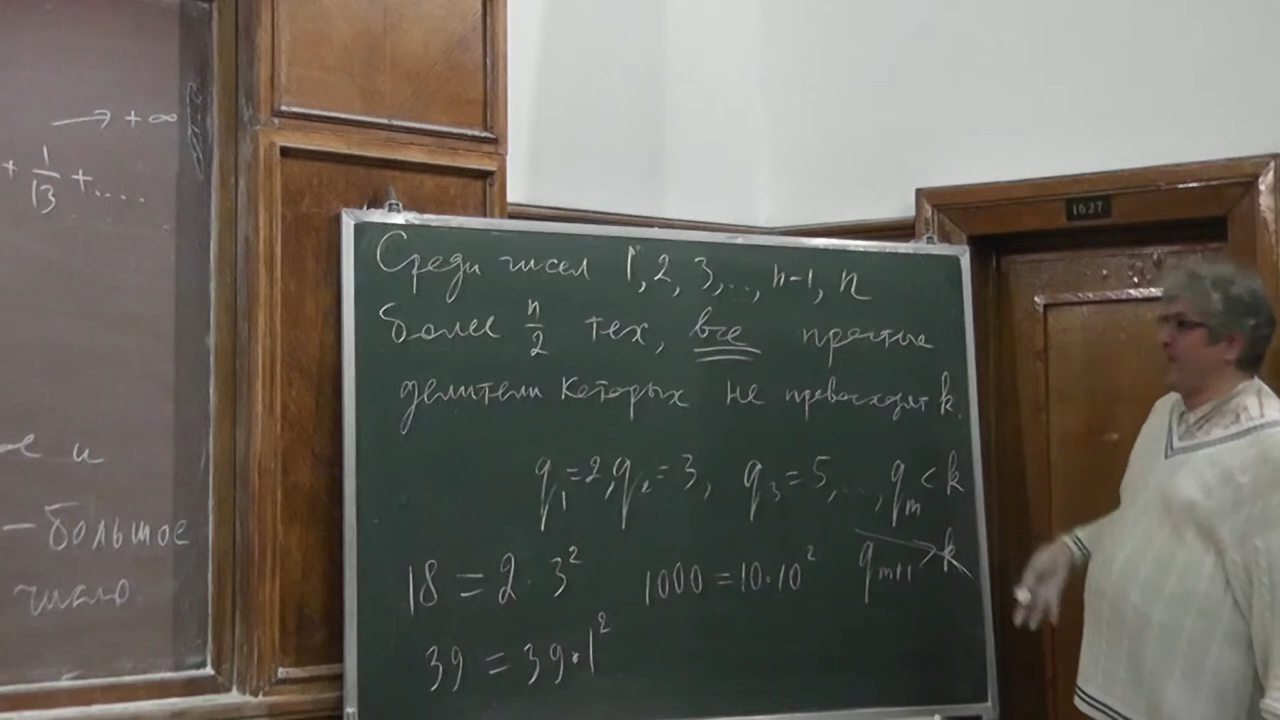 → +∞
+ 1/13 + ....
и
– большое
число
1627
Среди чисел 1, 2, 3, ..., n-1, n
более n/2 тех, все простые
делители которых не превосходят k.
q₁=2, q₂=3, q₃=5, ..., qₘ < k
qₘ₊₁ > k
18 = 2 · 3²
1000 = 10·10²
39 = 39·1²